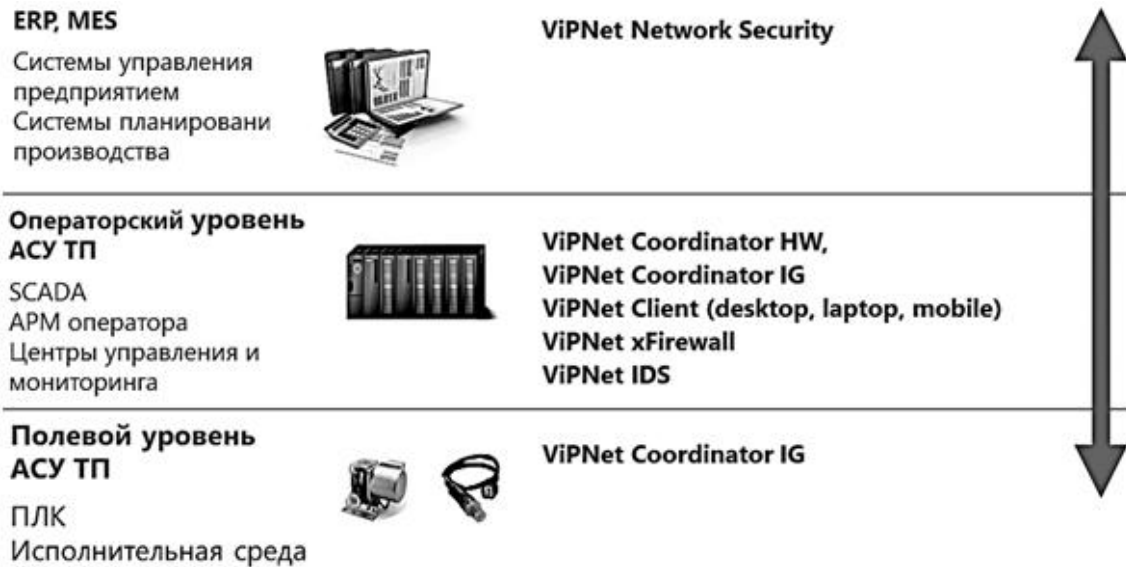 ERP, MES
Системы управления
предприятием
Системы планировани
производства
ViPNet Network Security
Операторский уровень
АСУ ТП
SCADA
АРМ оператора
Центры управления и
мониторинга
ViPNet Coordinator HW,
ViPNet Coordinator IG
ViPNet Client (desktop, laptop, mobile)
ViPNet xFirewall
ViPNet IDS
Полевой уровень
АСУ ТП
ПЛК
Исполнительная среда
ViPNet Coordinator IG